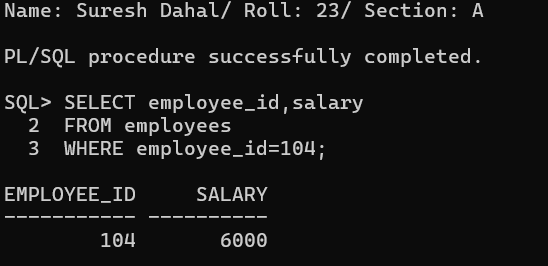 Name: Suresh Dahal/ Roll: 23/ Section: A
PL/SQL procedure successfully completed.
SQL> SELECT employee_id,salary
  2  FROM employees
  3  WHERE employee_id=104;
EMPLOYEE_ID     SALARY
----------- ----------
        104       6000